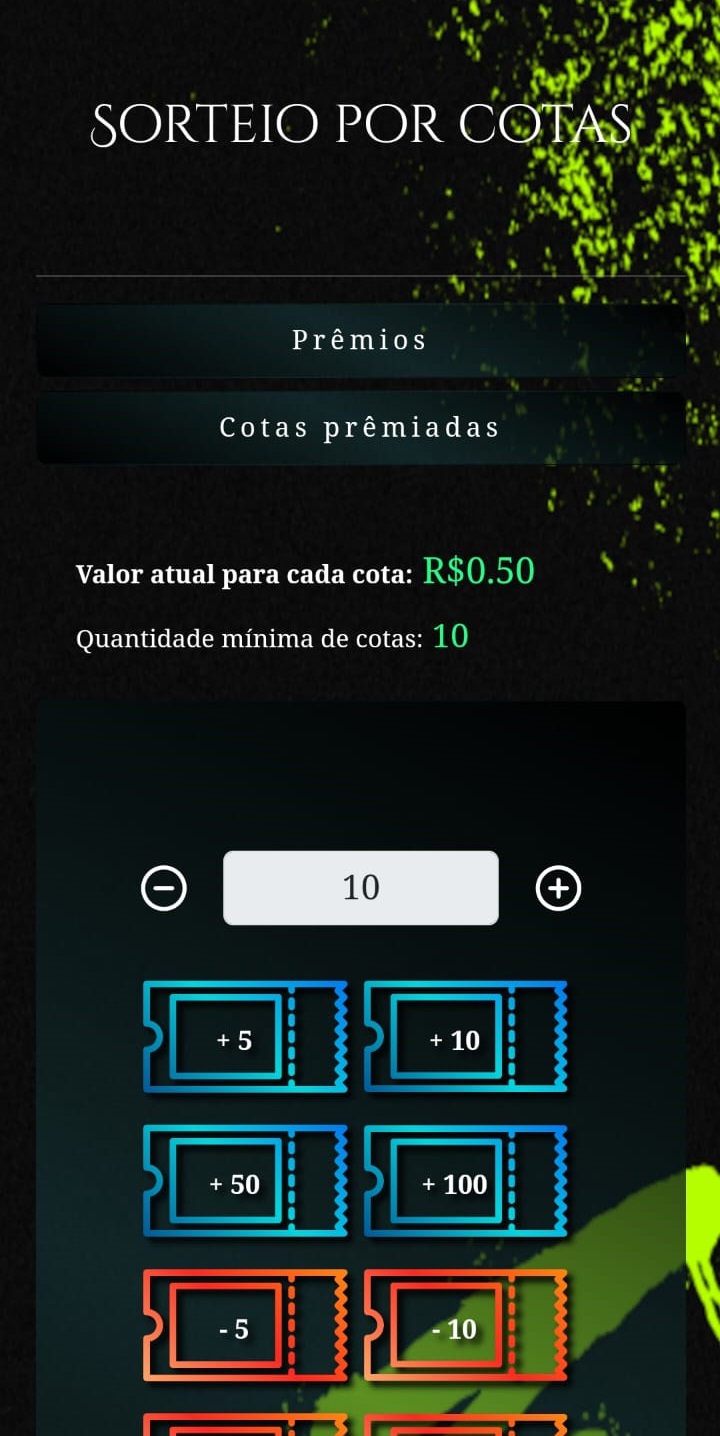 Sorteio por Cotas
Prêmios
Cotas prêmiadas
Valor atual para cada cota: R$0.50
Quantidade mínima de cotas: 10
10
+ 5
+ 10
+ 50
+ 100
- 5
- 10